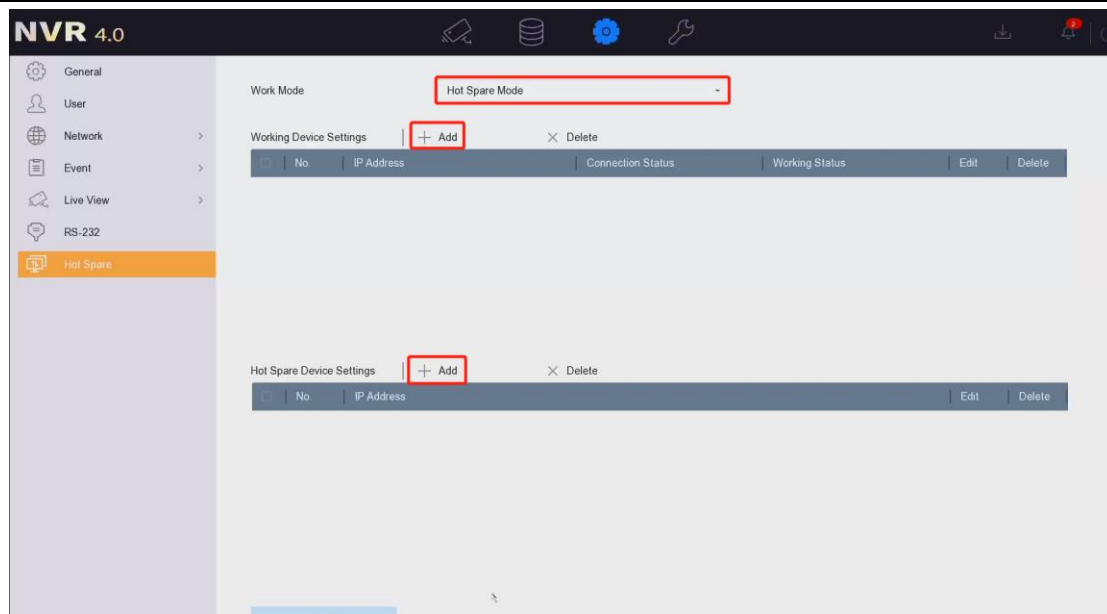 NVR 4.0
2
General
User
Network
Event
Live View
RS-232
Hot Spare
Work Mode Hot Spare Mode
Working Device Settings + Add × Delete
No. IP Address Connection Status Working Status Edit Delete
Hot Spare Device Settings + Add × Delete
No. IP Address Edit Delete